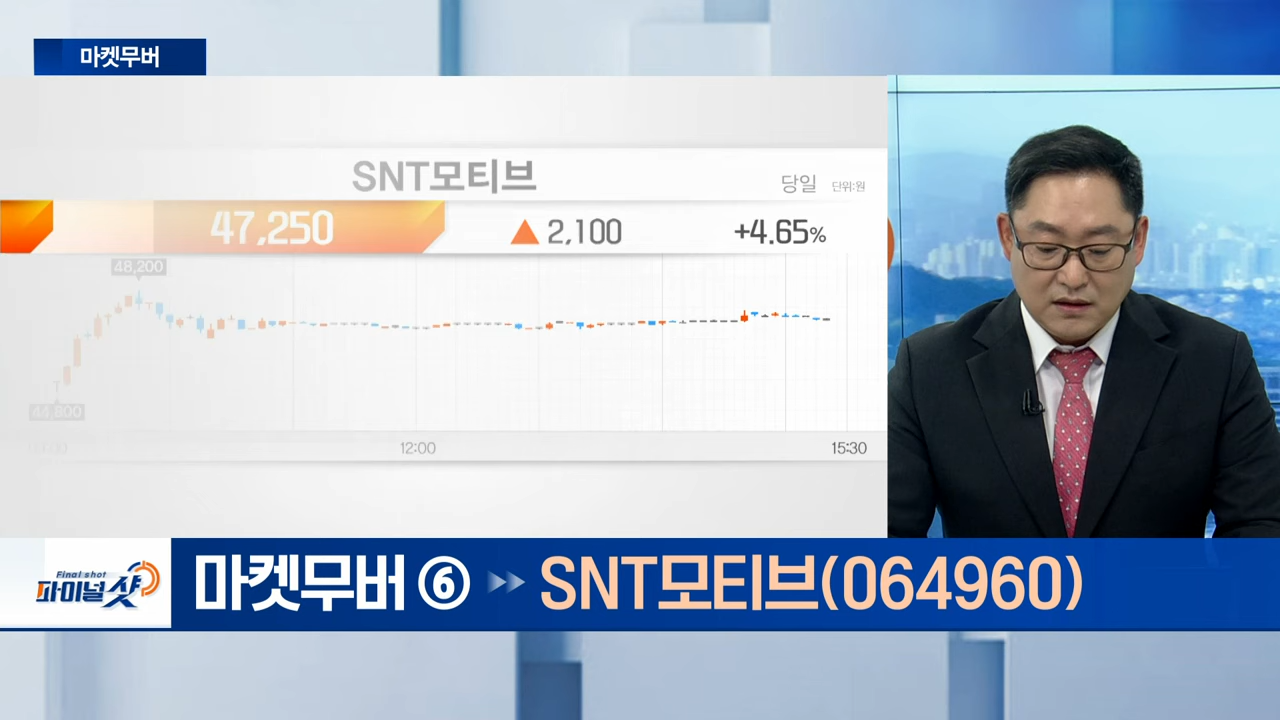 마켓무버
SNT모티브
당일 단위:원
47,250 ▲ 2,100 +4.65%
48,200
44,800
12:00 15:30
Final shot
파이널샷
마켓무버 ⑥ SNT모티브(064960)